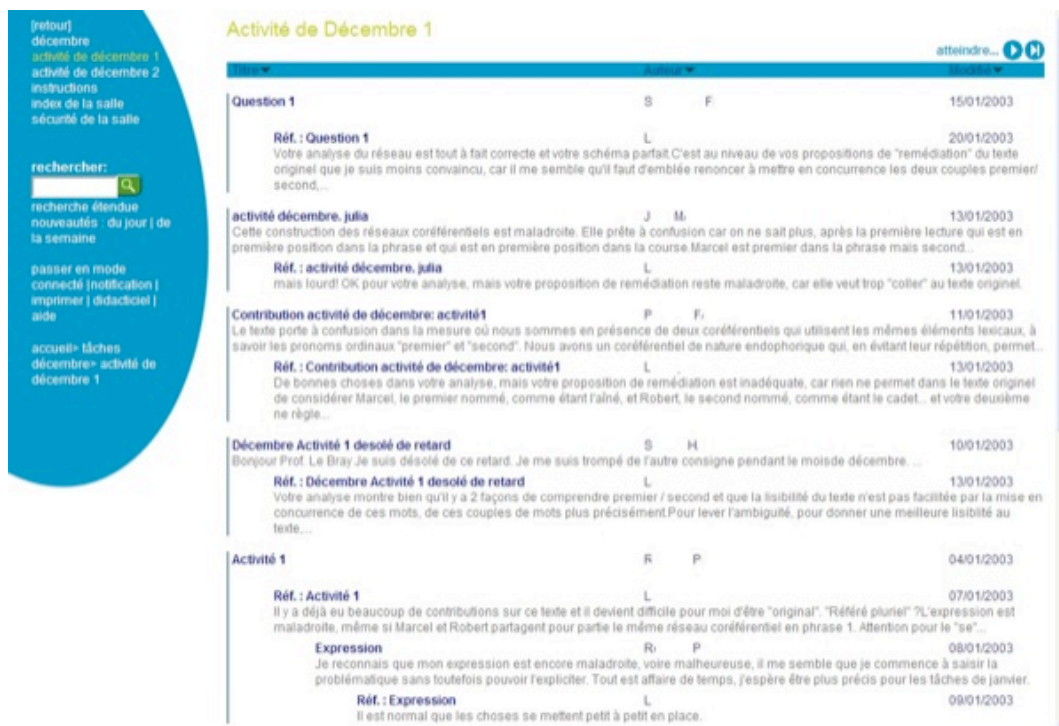 [retour]
décembre
activité de décembre 1
activité de décembre 2
instructions
index de la salle
sécurité de la salle
rechercher:
recherche étendue
nouveautés : du jour | de
la semaine
passer en mode
connecté |notification |
imprimer | didacticiel |
aide
accueil> tâches
décembre> activité de
décembre 1
Activité de Décembre 1
atteindre...
Titre Auteur Modifié
Question 1 S F 15/01/2003
Réf. : Question 1 L 20/01/2003
Votre analyse du réseau est tout à fait correcte et votre schéma parfait.C'est au niveau de vos propositions de "remédiation" du texte
originel que je suis moins convaincu, car il me semble qu'il faut d'emblée renoncer à mettre en concurrence les deux couples premier/
second,...
activité décembre. julia J M 13/01/2003
Cette construction des réseaux coréférentiels est maladroite. Elle prête à confusion car on ne sait plus, après la première lecture qui est en
première position dans la phrase et qui est en première position dans la course.Marcel est premier dans la phrase mais second...
Réf. : activité décembre. julia L 13/01/2003
mais lourd! OK pour votre analyse, mais votre proposition de remédiation reste maladroite, car elle veut trop "coller" au texte originel.
Contribution activité de décembre: activité1 P F 11/01/2003
Le texte porte à confusion dans la mesure où nous sommes en présence de deux coréférentiels qui utilisent les mêmes éléments lexicaux, à
savoir les pronoms ordinaux "premier" et "second". Nous avons un coréférentiel de nature endophorique qui, en évitant leur répétition, permet...
Réf. : Contribution activité de décembre: activité1 L 13/01/2003
De bonnes choses dans votre analyse, mais votre proposition de remédiation est inadéquate, car rien ne permet dans le texte originel
de considérer Marcel, le premier nommé, comme étant l'aîné, et Robert, le second nommé, comme étant le cadet... et votre deuxième
ne règle...
Décembre Activité 1 desolé de retard S H 10/01/2003
Bonjour Prof. Le Bray Je suis désolé de ce retard. Je me suis trompé de l'autre consigne pendant le moisde décembre. ...
Réf. : Décembre Activité 1 desolé de retard L 13/01/2003
Votre analyse montre bien qu'il y a 2 façons de comprendre premier / second et que la lisibilité du texte n'est pas facilitée par la mise en
concurrence de ces mots, de ces couples de mots plus précisément.Pour lever l'ambiguïté, pour donner une meilleure lisiblité au
texte,...
Activité 1 R P 04/01/2003
Réf. : Activité 1 L 07/01/2003
Il y a déjà eu beaucoup de contributions sur ce texte et il devient difficile pour moi d'être "original". "Référé pluriel" ?L'expression est
maladroite, même si Marcel et Robert partagent pour partie le même réseau coréférentiel en phrase 1. Attention pour le "se"...
Expression R P 08/01/2003
Je reconnais que mon expression est encore maladroite, voire malheureuse, il me semble que je commence à saisir la
problématique sans toutefois pouvoir l'expliciter. Tout est affaire de temps, j'espère être plus précis pour les tâches de janvier.
Réf. : Expression L 09/01/2003
Il est normal que les choses se mettent petit à petit en place.